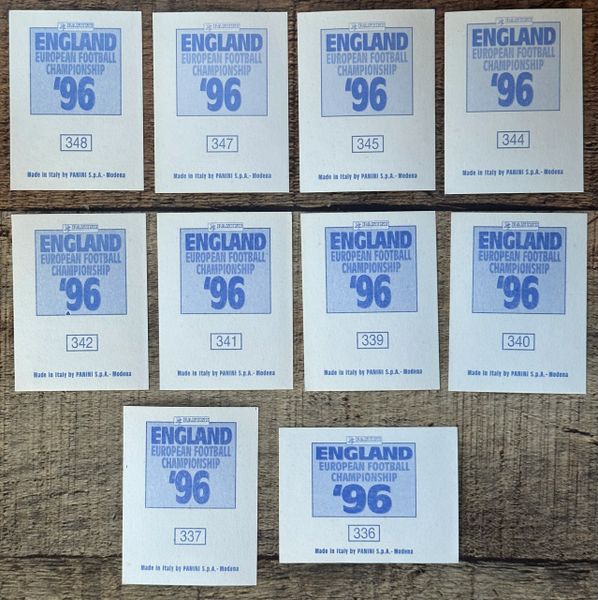 PANINI
ENGLAND
EUROPEAN FOOTBALL
CHAMPIONSHIP
'96
348
Made in Italy by PANINI S.p.A.- Modena
PANINI
ENGLAND
EUROPEAN FOOTBALL
CHAMPIONSHIP
'96
347
Made in Italy by PANINI S.p.A.- Modena
PANINI
ENGLAND
EUROPEAN FOOTBALL
CHAMPIONSHIP
'96
345
Made in Italy by PANINI S.p.A.- Modena
PANINI
ENGLAND
EUROPEAN FOOTBALL
CHAMPIONSHIP
'96
344
Made in Italy by PANINI S.p.A.- Modena
PANINI
ENGLAND
EUROPEAN FOOTBALL
CHAMPIONSHIP
'96
342
Made in Italy by PANINI S.p.A.- Modena
PANINI
ENGLAND
EUROPEAN FOOTBALL
CHAMPIONSHIP
'96
341
Made in Italy by PANINI S.p.A.- Modena
PANINI
ENGLAND
EUROPEAN FOOTBALL
CHAMPIONSHIP
'96
339
Made in Italy by PANINI S.p.A.- Modena
PANINI
ENGLAND
EUROPEAN FOOTBALL
CHAMPIONSHIP
'96
340
Made in Italy by PANINI S.p.A.- Modena
PANINI
ENGLAND
EUROPEAN FOOTBALL
CHAMPIONSHIP
'96
337
Made in Italy by PANINI S.p.A.- Modena
PANINI
ENGLAND
EUROPEAN FOOTBALL
CHAMPIONSHIP
'96
336
Made in Italy by PANINI S.p.A.- Modena